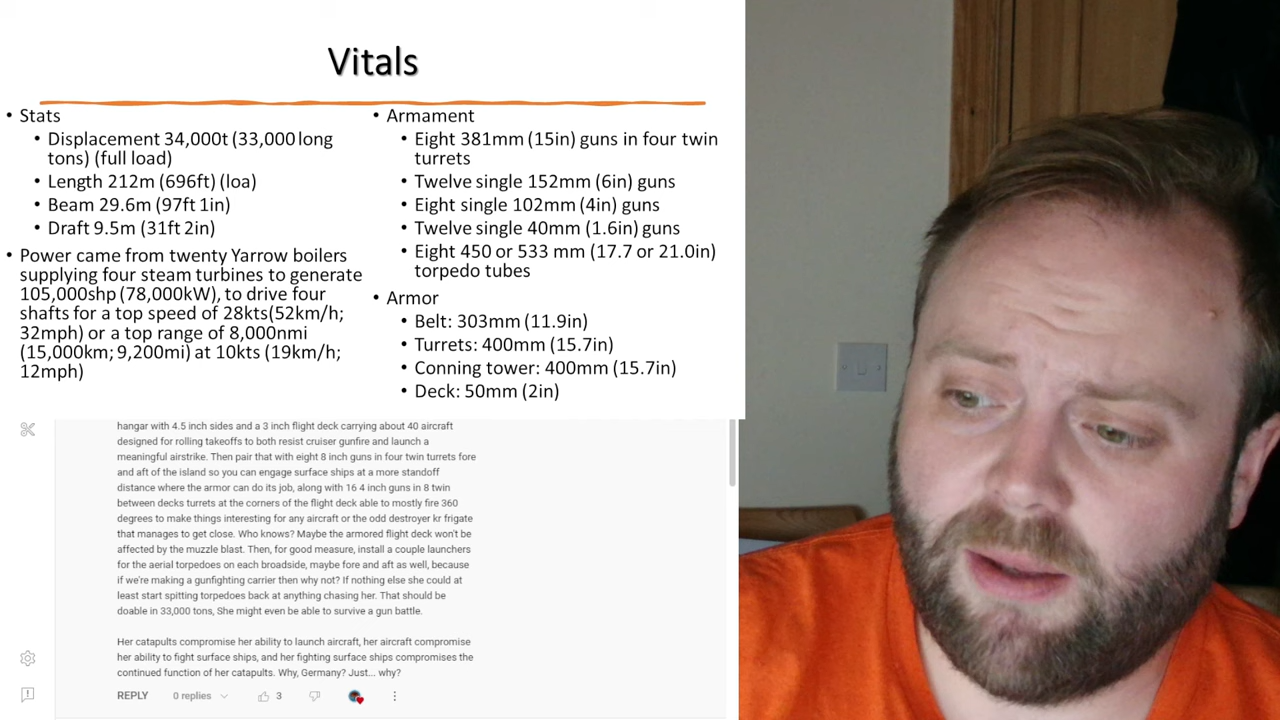 Vitals
• Stats
• Displacement 34,000t (33,000 long
tons) (full load)
• Length 212m (696ft) (loa)
• Beam 29.6m (97ft 1in)
• Draft 9.5m (31ft 2in)
• Power came from twenty Yarrow boilers
supplying four steam turbines to generate
105,000shp (78,000kW), to drive four
shafts for a top speed of 28kts(52km/h;
32mph) or a top range of 8,000nmi
(15,000km; 9,200mi) at 10kts (19km/h;
12mph)
• Armament
• Eight 381mm (15in) guns in four twin
turrets
• Twelve single 152mm (6in) guns
• Eight single 102mm (4in) guns
• Twelve single 40mm (1.6in) guns
• Eight 450 or 533 mm (17.7 or 21.0in)
torpedo tubes
• Armor
• Belt: 303mm (11.9in)
• Turrets: 400mm (15.7in)
• Conning tower: 400mm (15.7in)
• Deck: 50mm (2in)
hangar with 4.5 inch sides and a 3 inch flight deck carrying about 40 aircraft
designed for rolling takeoffs to both resist cruiser gunfire and launch a
meaningful airstrike. Then pair that with eight 8 inch guns in four twin turrets fore
and aft of the island so you can engage surface ships at a more standoff
distance where the armor can do its job, along with 16 4 inch guns in 8 twin
between decks turrets at the corners of the flight deck able to mostly fire 360
degrees to make things interesting for any aircraft or the odd destroyer kr frigate
that manages to get close. Who knows? Maybe the armored flight deck won't be
affected by the muzzle blast. Then, for good measure, install a couple launchers
for the aerial torpedoes on each broadside, maybe fore and aft as well, because
if we're making a gunfighting carrier then why not? If nothing else she could at
least start spitting torpedoes back at anything chasing her. That should be
doable in 33,000 tons, She might even be able to survive a gun battle.
Her catapults compromise her ability to launch aircraft, her aircraft compromise
her ability to fight surface ships, and her fighting surface ships compromises the
continued function of her catapults. Why, Germany? Just... why?
REPLY 0 replies 3